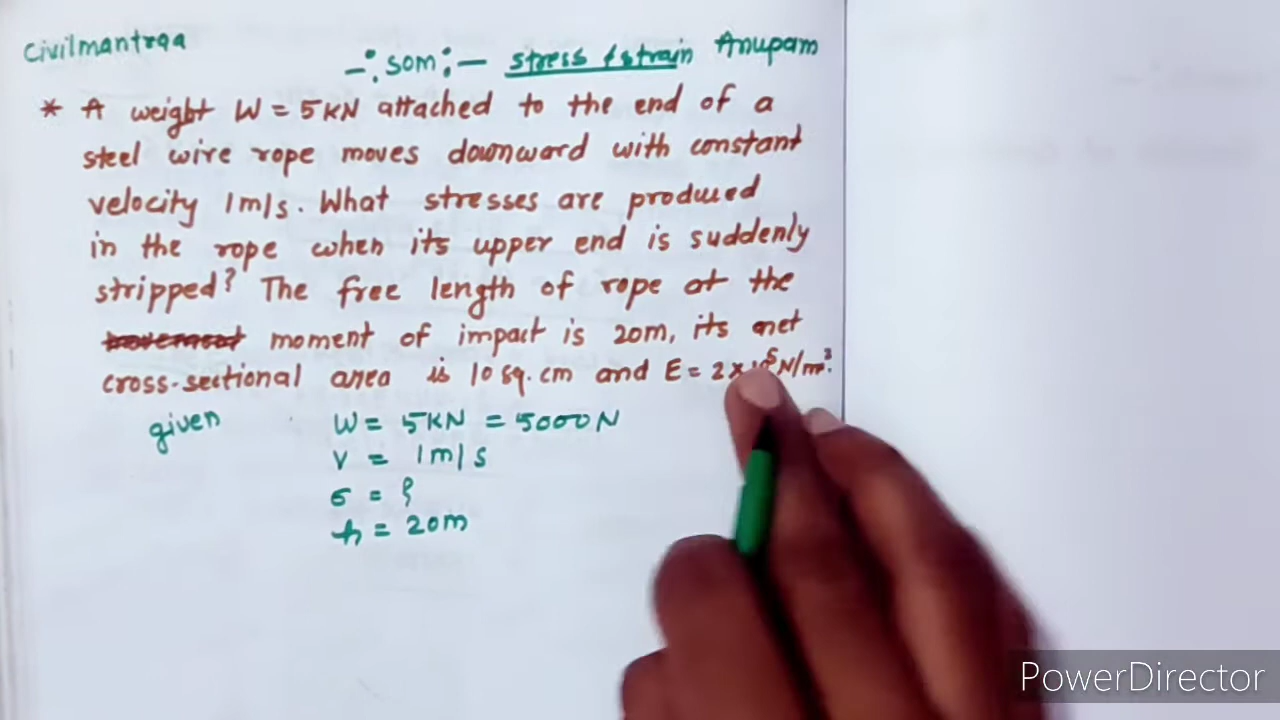 Civilmantraa
-:som:- stress & strain Anupam
* A weight W = 5KN attached to the end of a
steel wire rope moves downward with constant
velocity 1m/s. What stresses are produced
in the rope when its upper end is suddenly
stripped? The free length of rope at the
moment of impact is 20m, its net
cross-sectional area is 10 sq. cm and E = 2×10⁵N/m³.
given W = 5KN = 5000N
V = 1m/s
σ = ?
h = 20m
PowerDirector